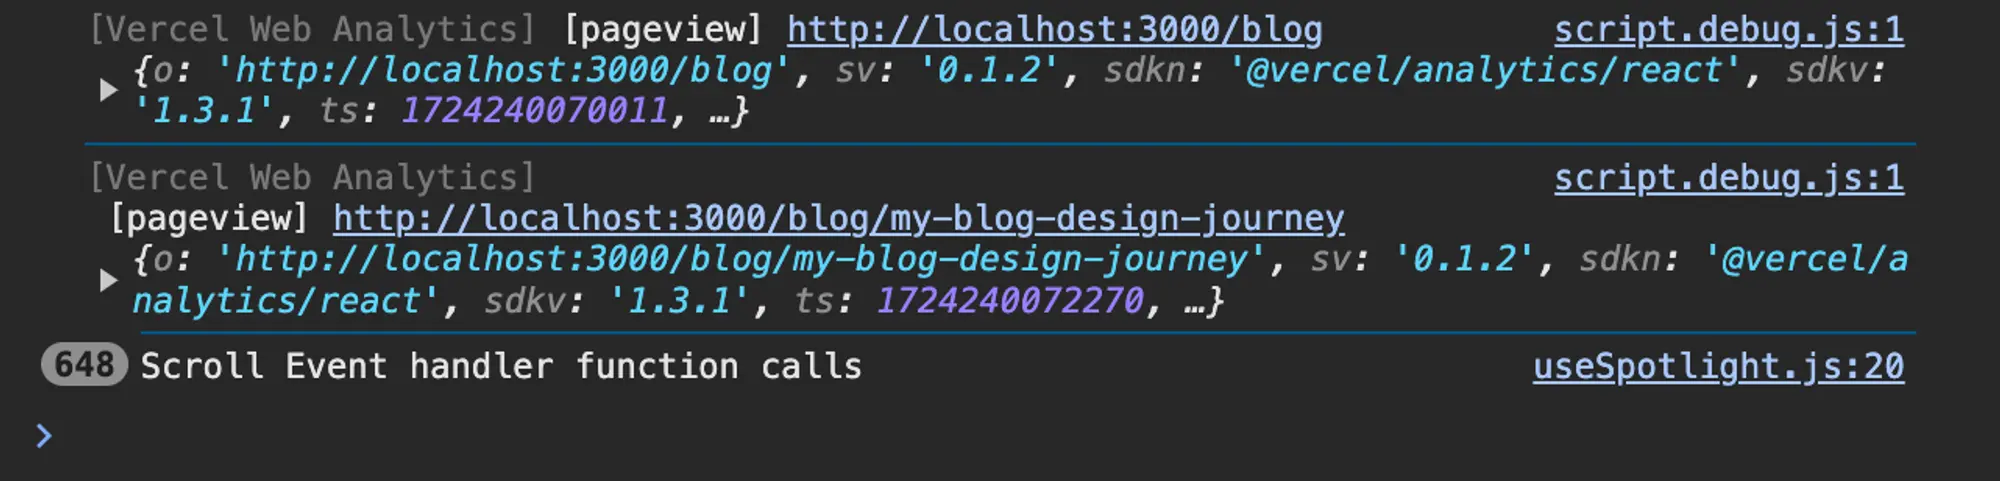 [Vercel Web Analytics] [pageview] http://localhost:3000/blog script.debug.js:1
{o: 'http://localhost:3000/blog', sv: '0.1.2', sdkn: '@vercel/analytics/react', sdkv:
'1.3.1', ts: 1724240070011, …}
[Vercel Web Analytics] script.debug.js:1
[pageview] http://localhost:3000/blog/my-blog-design-journey
{o: 'http://localhost:3000/blog/my-blog-design-journey', sv: '0.1.2', sdkn: '@vercel/a
nalytics/react', sdkv: '1.3.1', ts: 1724240072270, …}
648 Scroll Event handler function calls useSpotlight.js:20